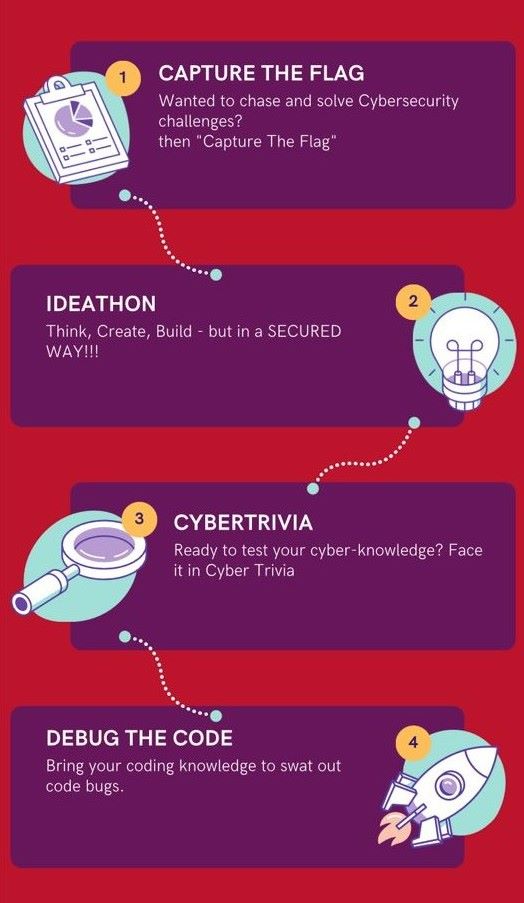 1
CAPTURE THE FLAG
Wanted to chase and solve Cybersecurity
challenges?
then "Capture The Flag"
IDEATHON
2
Think, Create, Build - but in a SECURED
WAY!!!
3
CYBERTRIVIA
Ready to test your cyber-knowledge? Face
it in Cyber Trivia
DEBUG THE CODE
4
Bring your coding knowledge to swat out
code bugs.